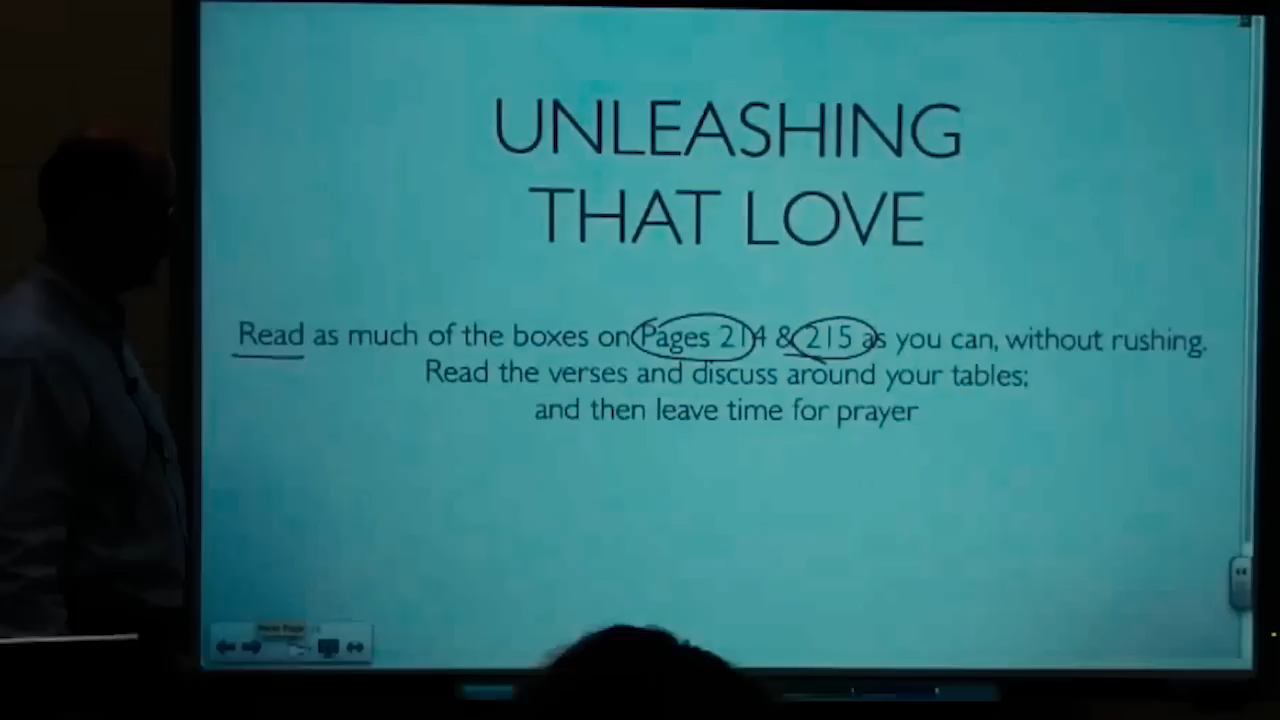 UNLEASHING
THAT LOVE
Read as much of the boxes on Pages 214 & 215 as you can, without rushing.
Read the verses and discuss around your tables;
and then leave time for prayer